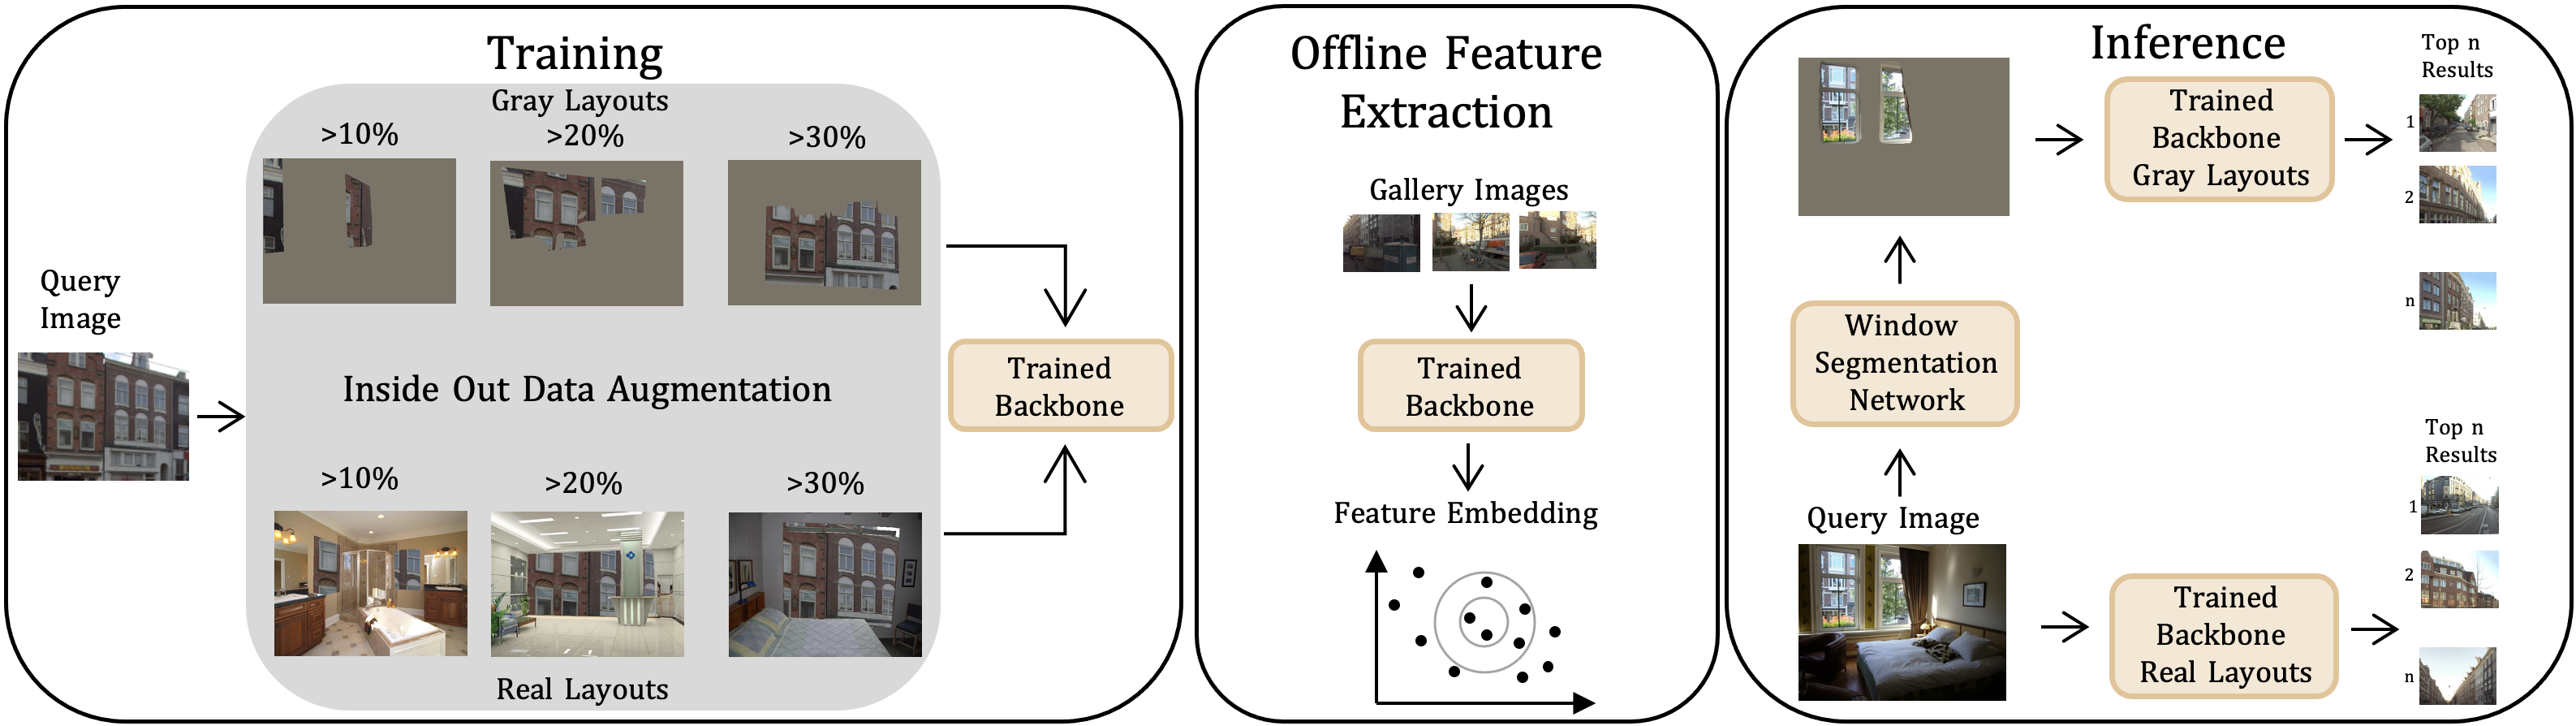 Training
Gray Layouts
>10%
>20%
>30%
Query
Image
Inside Out Data Augmentation
>10%
>20%
>30%
Real Layouts
Trained
Backbone
Offline Feature
Extraction
Gallery Images
Trained
Backbone
Feature Embedding
Inference
Trained
Backbone
Gray Layouts
Top n
Results
1
2
n
Window
Segmentation
Network
Query Image
Trained
Backbone
Real Layouts
Top n
Results
1
2
n